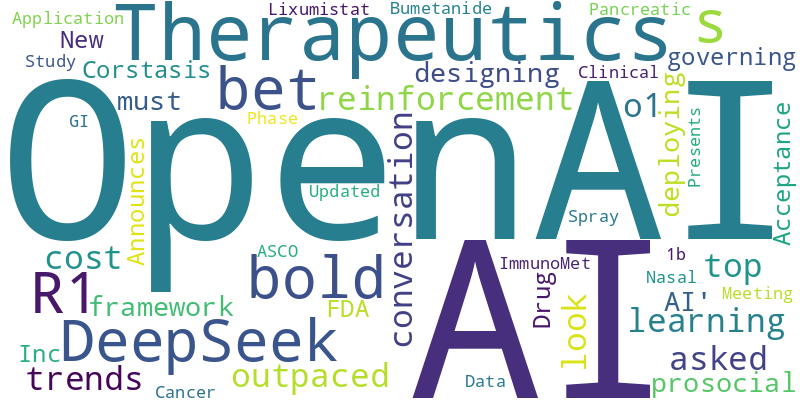 Application
Lixumistat
Bumetanide
Pancreatic
New
Therapeutics
s
Study
Corstasis
bet
designing
Clinical
governing
must
reinforcement
o1
GI
Phase
OpenAI
conversation
deploying
Presents
Acceptance
Announces
Updated
Spray
cost
ASCO
bold
ImmunoMet
1b
top
R1
framework
FDA
Drug
look
Nasal
AI'
Meeting
DeepSeek
AI
learning
Inc
trends
outpaced
asked
Cancer
Data
prosocial